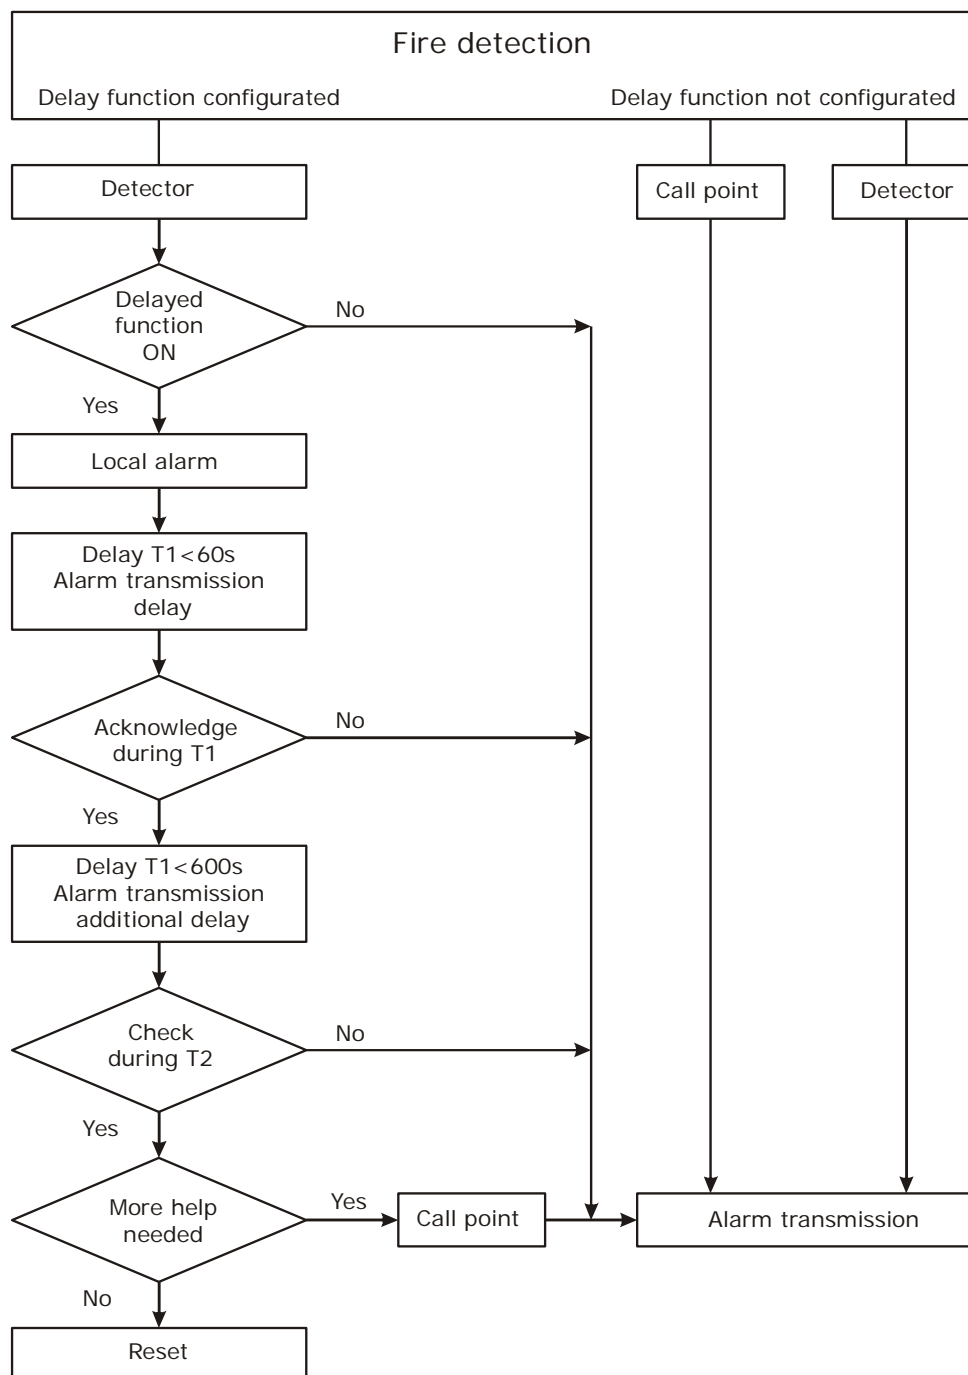 Fire detection
Delay function configurated
Delay function not configurated
Detector
Call point
Detector
Delayed
function
ON
No
Yes
Local alarm
Delay T1<60s
Alarm transmission
delay
Acknowledge
during T1
No
Yes
Delay T1<600s
Alarm transmission
additional delay
Check
during T2
No
Yes
More help
needed
Yes
Call point
Alarm transmission
No
Reset